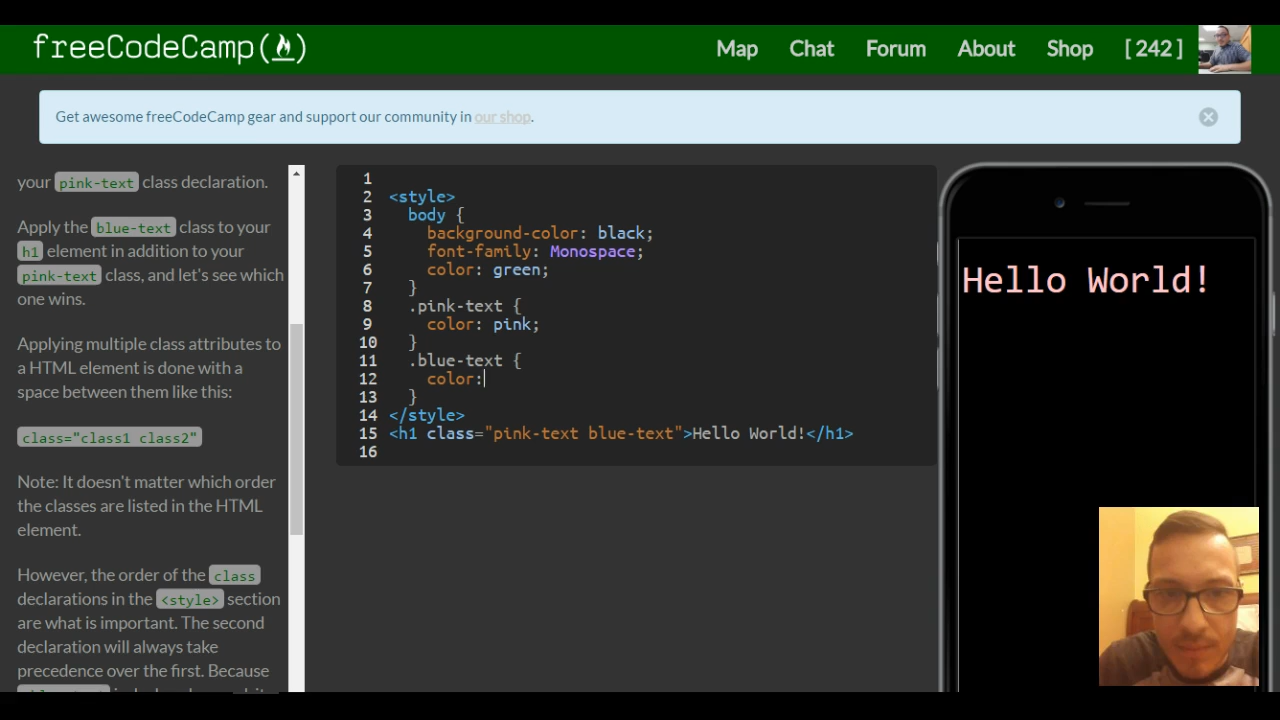 freeCodeCamp(🔥)
Map Chat Forum About Shop [ 242 ]
Get awesome freeCodeCamp gear and support our community in our shop.
your pink-text class declaration.
Apply the blue-text class to your
h1 element in addition to your
pink-text class, and let's see which
one wins.
Applying multiple class attributes to
a HTML element is done with a
space between them like this:
class="class1 class2"
Note: It doesn't matter which order
the classes are listed in the HTML
element.
However, the order of the class
declarations in the <style> section
are what is important. The second
declaration will always take
precedence over the first. Because
1
2 <style>
3 body {
4 background-color: black;
5 font-family: Monospace;
6 color: green;
7 }
8 .pink-text {
9 color: pink;
10 }
11 .blue-text {
12 color:
13 }
14 </style>
15 <h1 class="pink-text blue-text">Hello World!</h1>
16
Hello World!